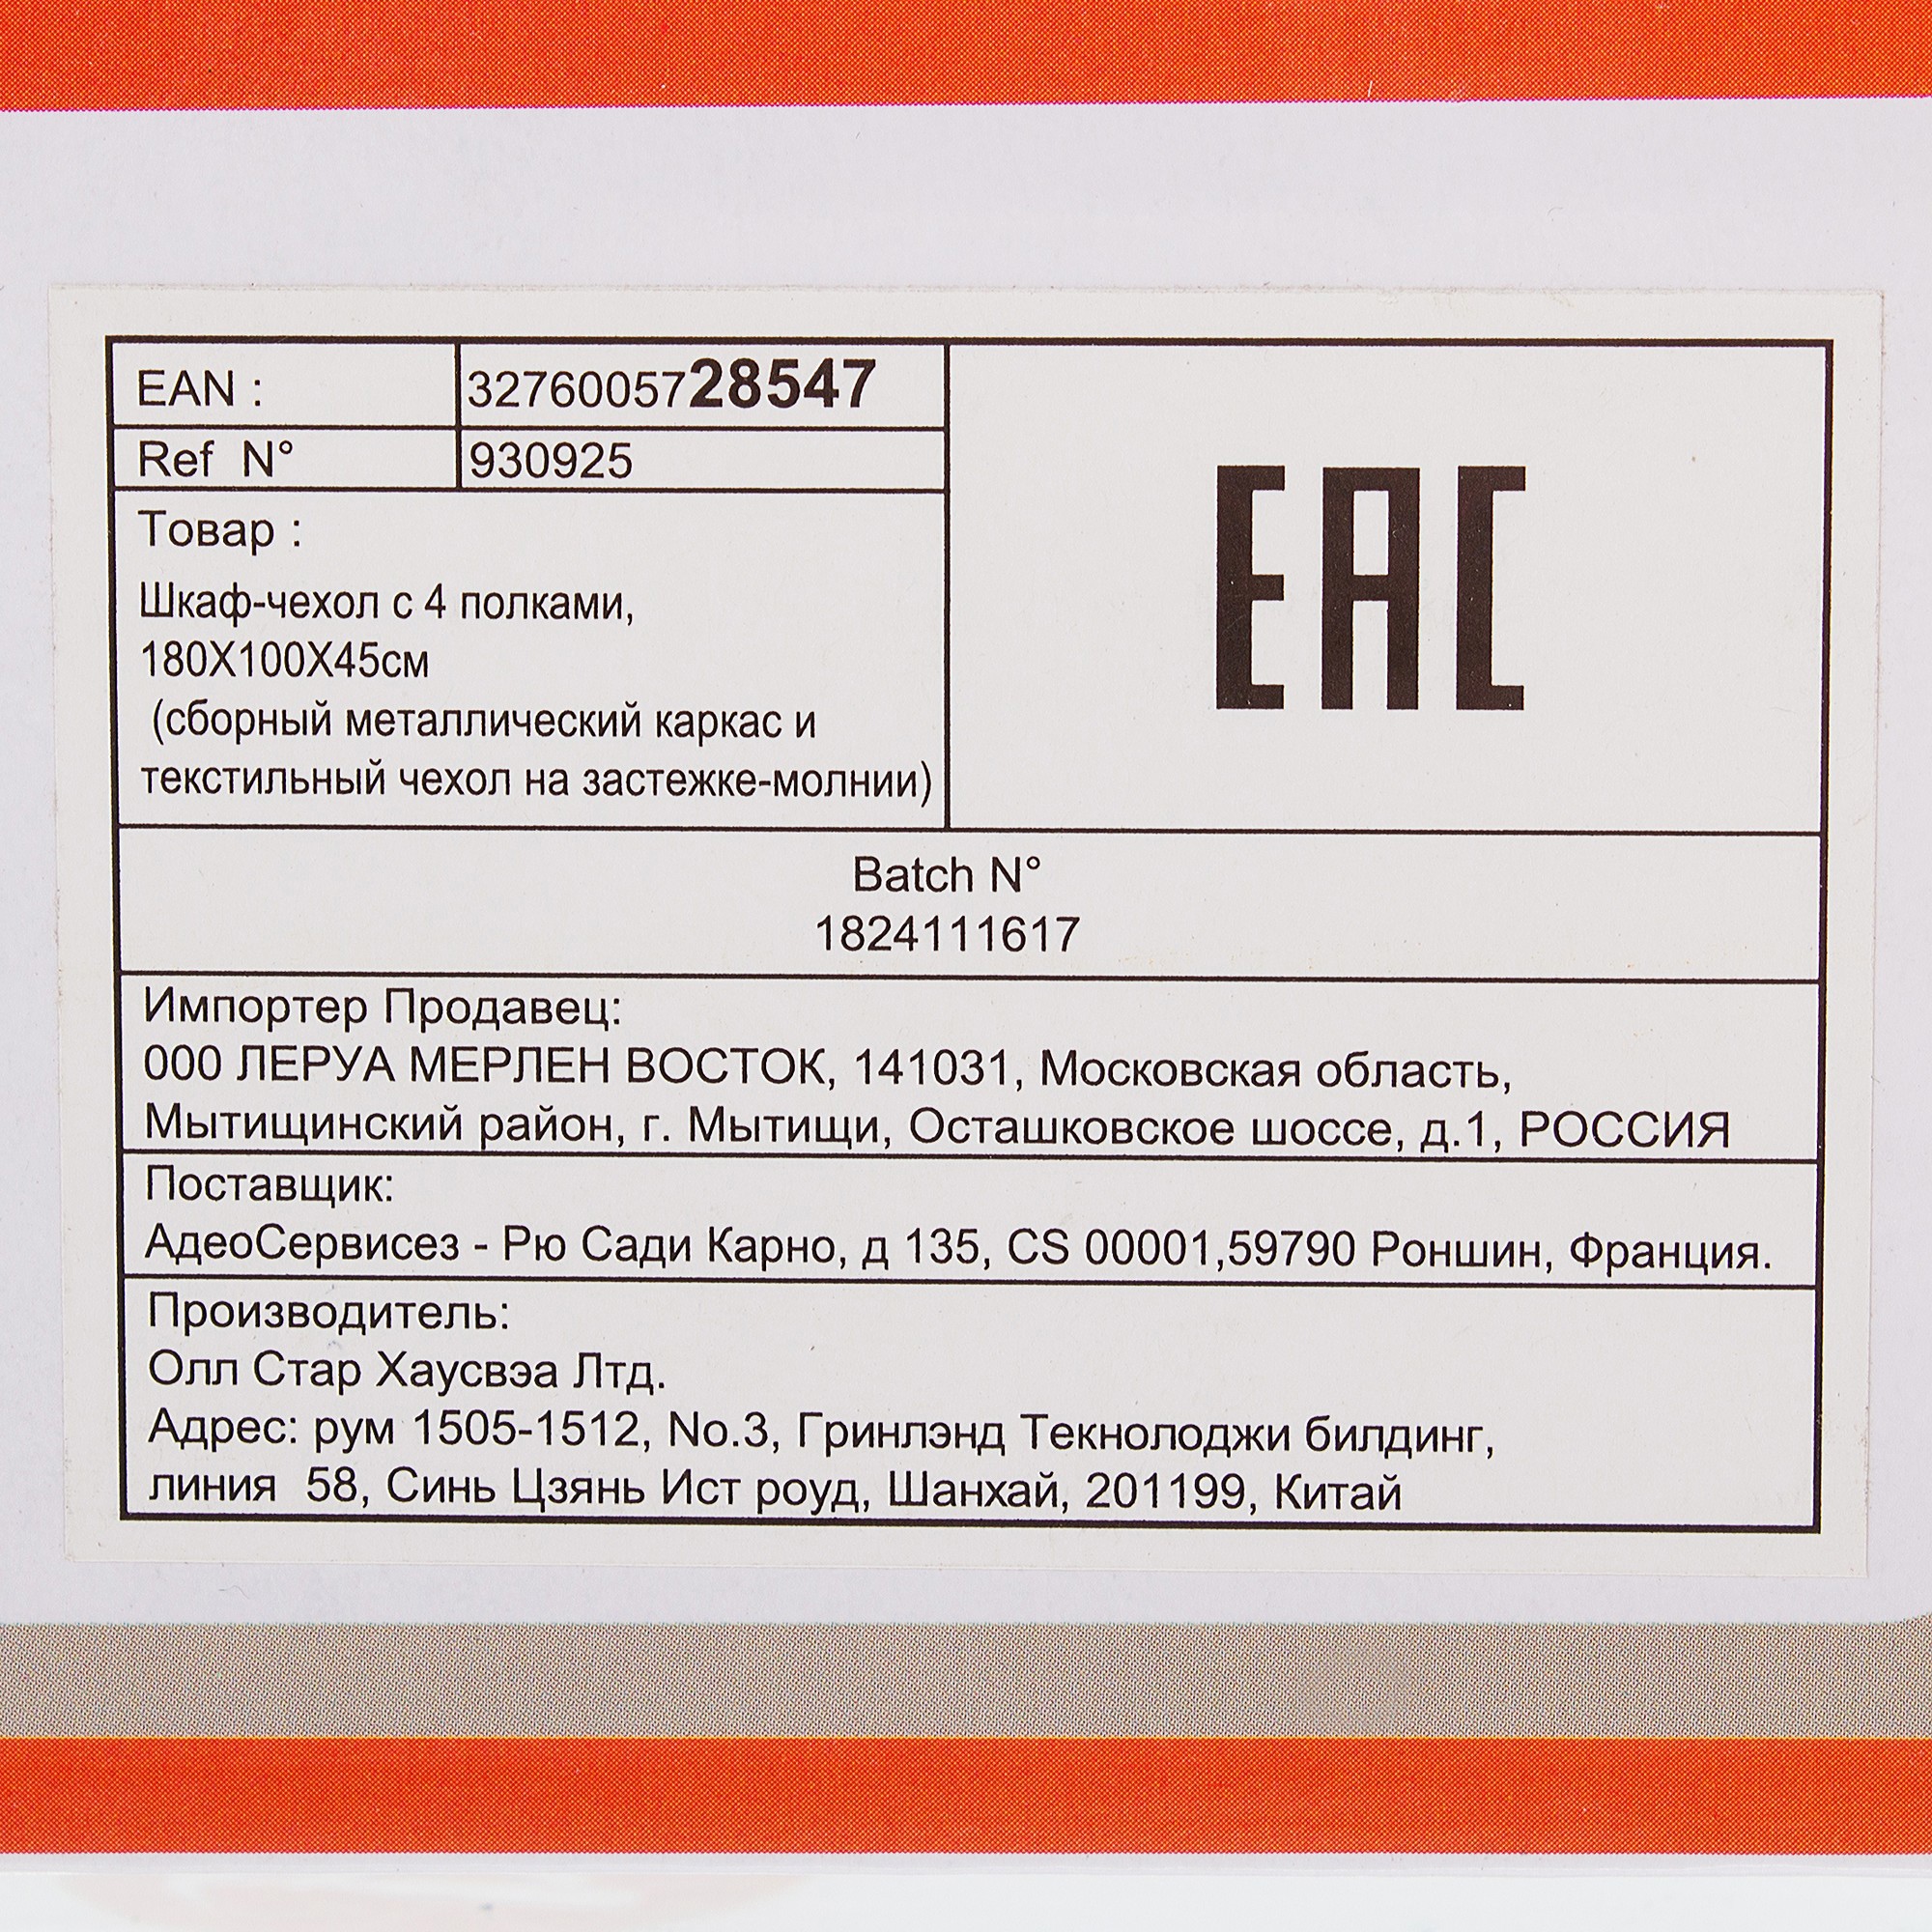 EAN : 3276005728547
Ref N° 930925
EAC
Товар :
Шкаф-чехол с 4 полками,
180X100X45см
(сборный металлический каркас и
текстильный чехол на застежке-молнии)
Batch N°
1824111617
Импортер Продавец:
000 ЛЕРУА МЕРЛЕН ВОСТОК, 141031, Московская область,
Мытищинский район, г. Мытищи, Осташковское шоссе, д.1, РОССИЯ
Поставщик:
АдеоСервисез - Рю Сади Карно, д 135, CS 00001,59790 Роншин, Франция.
Производитель:
Олл Стар Хаусвэа Лтд.
Адрес: рум 1505-1512, No.3, Гринлэнд Текнолоджи билдинг,
линия 58, Синь Цзянь Ист роуд, Шанхай, 201199, Китай